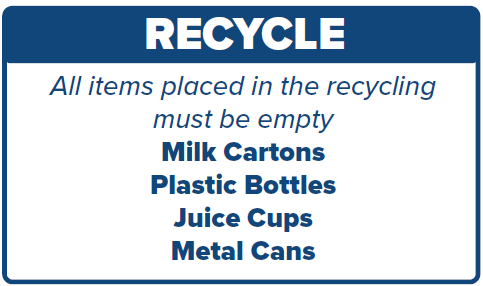 RECYCLE
All items placed in the recycling
must be empty
Milk Cartons
Plastic Bottles
Juice Cups
Metal Cans